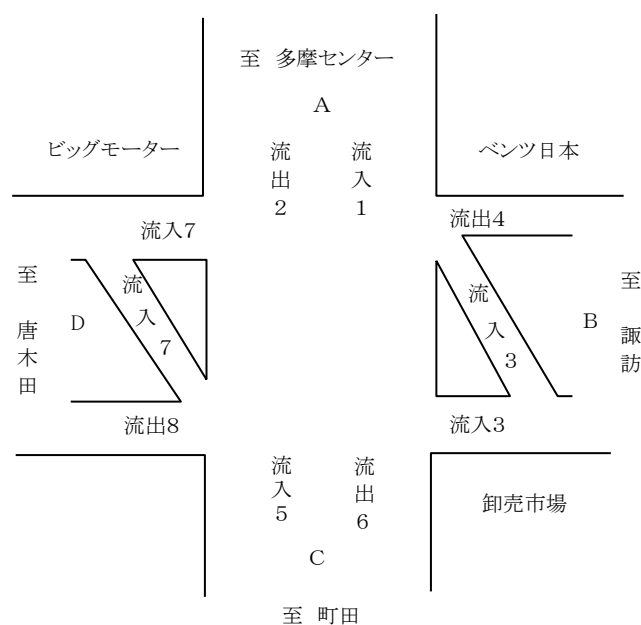 至 多摩センター
A
ビッグモーター
流出2
流入1
ベンツ日本
流入7
流出4
至 唐木田
D
流入7
流入3
B
至 諏訪
流出8
流入3
流入5
流出6
卸売市場
C
至 町田